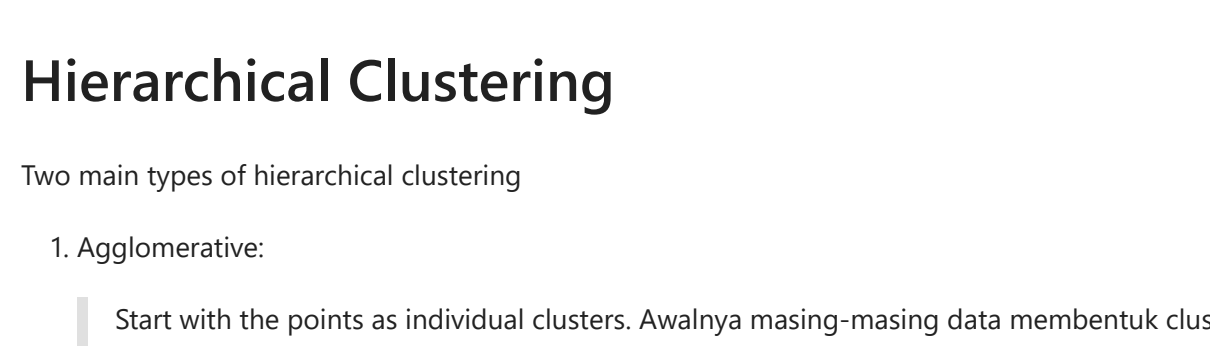 Hierarchical Clustering
Two main types of hierarchical clustering
1. Agglomerative:
Start with the points as individual clusters. Awalnya masing-masing data membentuk